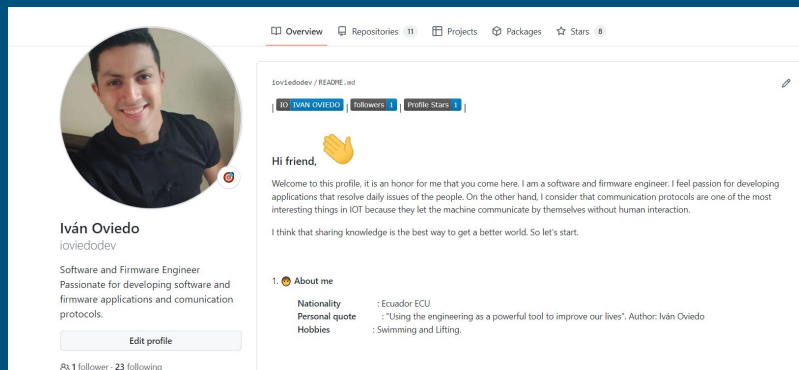 Overview Repositories 11 Projects Packages Stars 8
ioviedodev / README.md
| IO IVAN OVIEDO | followers 1 | Profile Stars 1 |
Hi friend,
Welcome to this profile, it is an honor for me that you come here. I am a software and firmware engineer. I feel passion for developing
applications that resolve daily issues of the people. On the other hand, I consider that communication protocols are one of the most
interesting things in IOT because they let the machine communicate by themselves without human interaction.
I think that sharing knowledge is the best way to get a better world. So let's start.
1. About me
Nationality : Ecuador ECU
Personal quote : "Using the engineering as a powerful tool to improve our lives". Author: Iván Oviedo
Hobbies : Swimming and Lifting.
Iván Oviedo
ioviedodev
Software and Firmware Engineer
Passionate for developing software and
firmware applications and comunication
protocols.
Edit profile
1 follower · 23 following